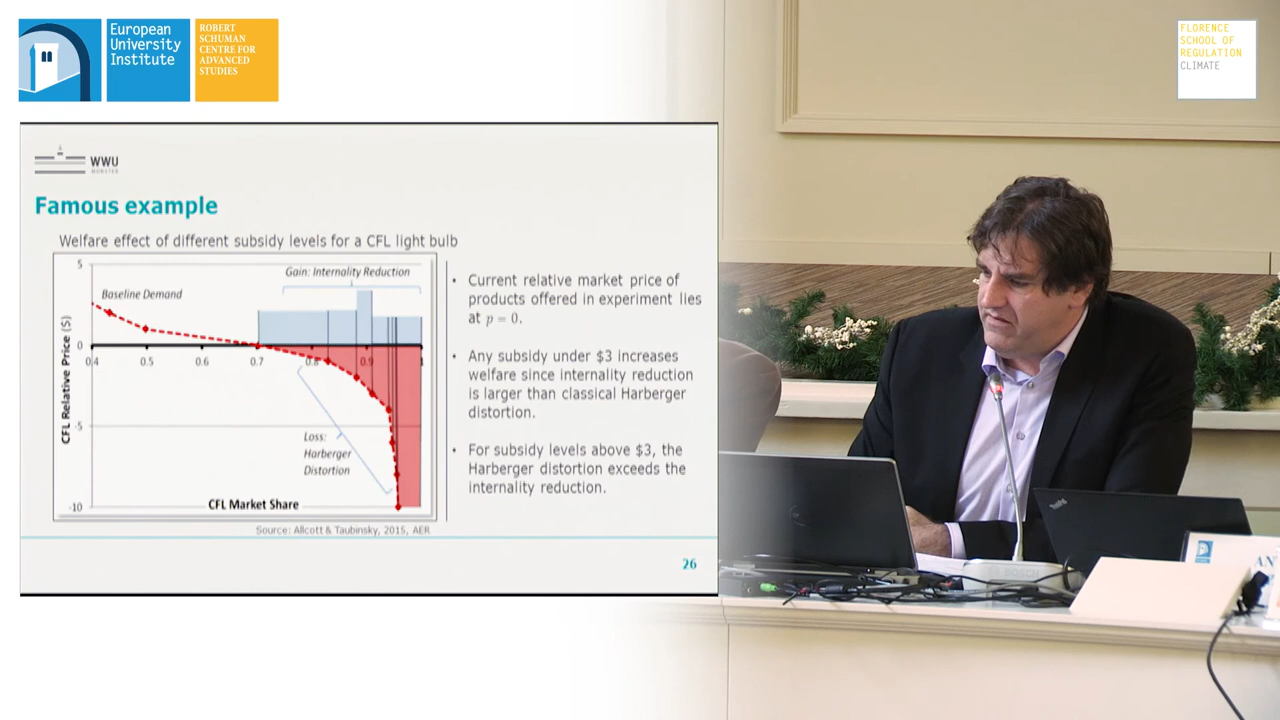 European
University
Institute
ROBERT
SCHUMAN
CENTRE FOR
ADVANCED
STUDIES
FLORENCE
SCHOOL OF
REGULATION
CLIMATE
WWU
MÜNSTER
Famous example
Welfare effect of different subsidy levels for a CFL light bulb
5
Gain: Internality Reduction
Baseline Demand
0
0.4 0.5 0.6 0.7 0.8 0.9 1
CFL Relative Price ($)
-5
Loss:
Harberger
Distortion
-10
CFL Market Share
Source: Allcott & Taubinsky, 2015, AER
• Current relative market price of
products offered in experiment lies
at p = 0.
• Any subsidy under $3 increases
welfare since internality reduction
is larger than classical Harberger
distortion.
• For subsidy levels above $3, the
Harberger distortion exceeds the
internality reduction.
26
ThinkPad
BOSCH
AN